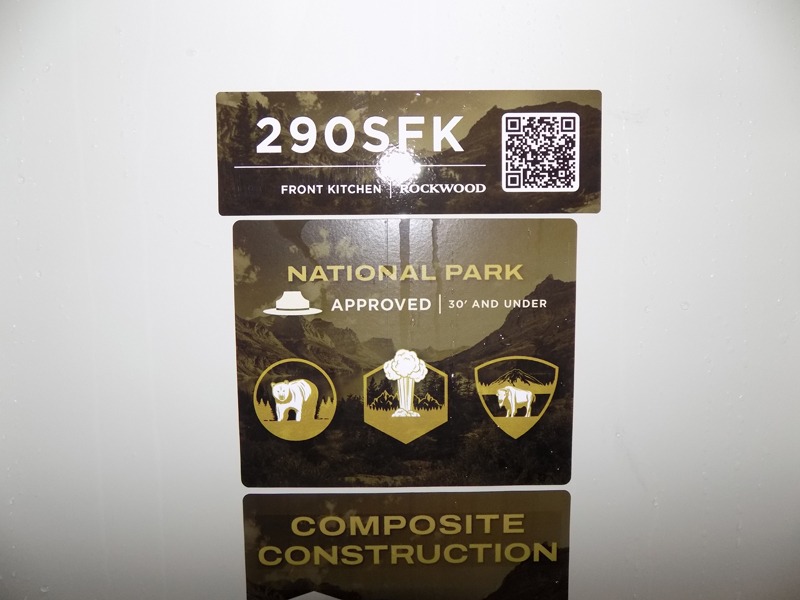 290SFK
FRONT KITCHEN | ROCKWOOD
NATIONAL PARK
APPROVED | 30' AND UNDER
COMPOSITE
CONSTRUCTION